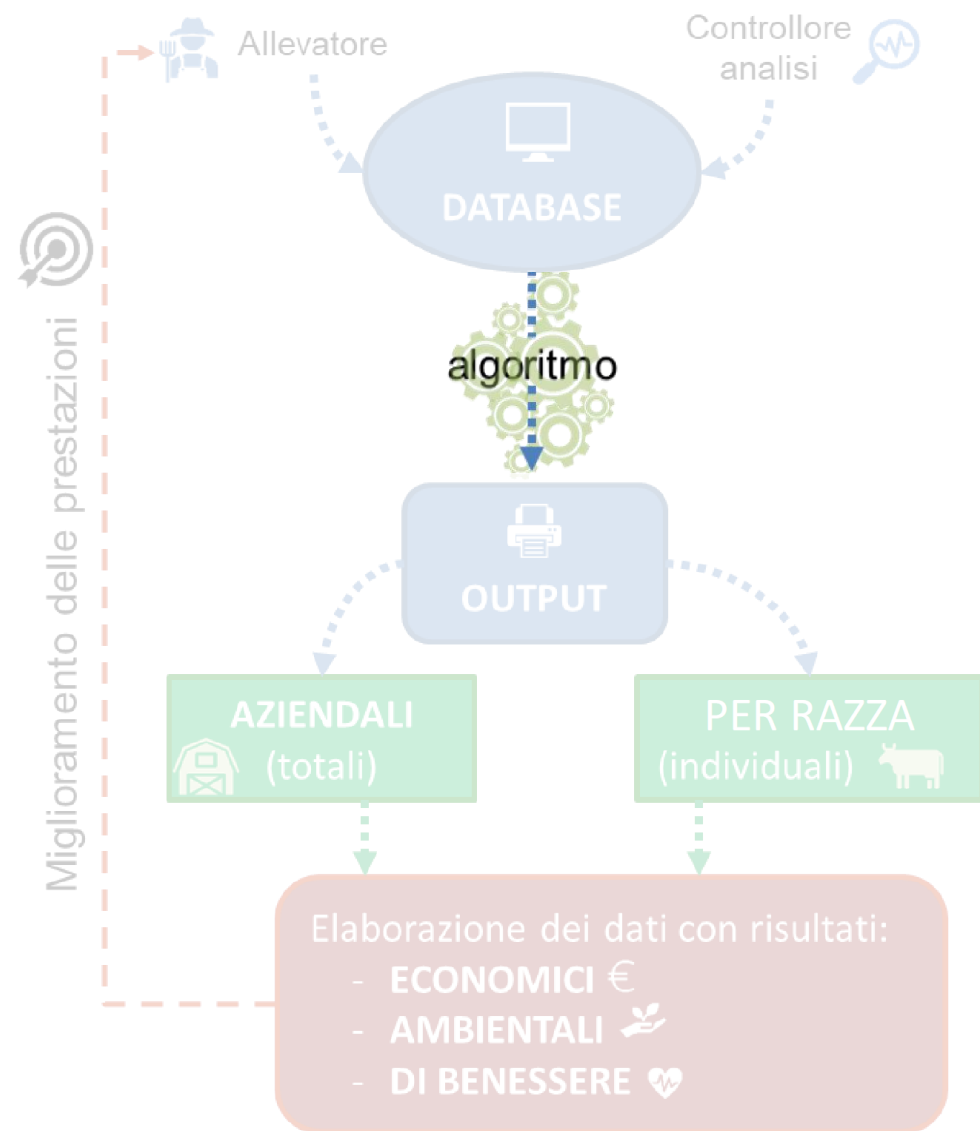 Allevatore
Controllore
analisi
DATABASE
algoritmo
OUTPUT
AZIENDALI
(totali)
PER RAZZA
(individuali)
Elaborazione dei dati con risultati:
- ECONOMICI €
- AMBIENTALI
- DI BENESSERE
Miglioramento delle prestazioni